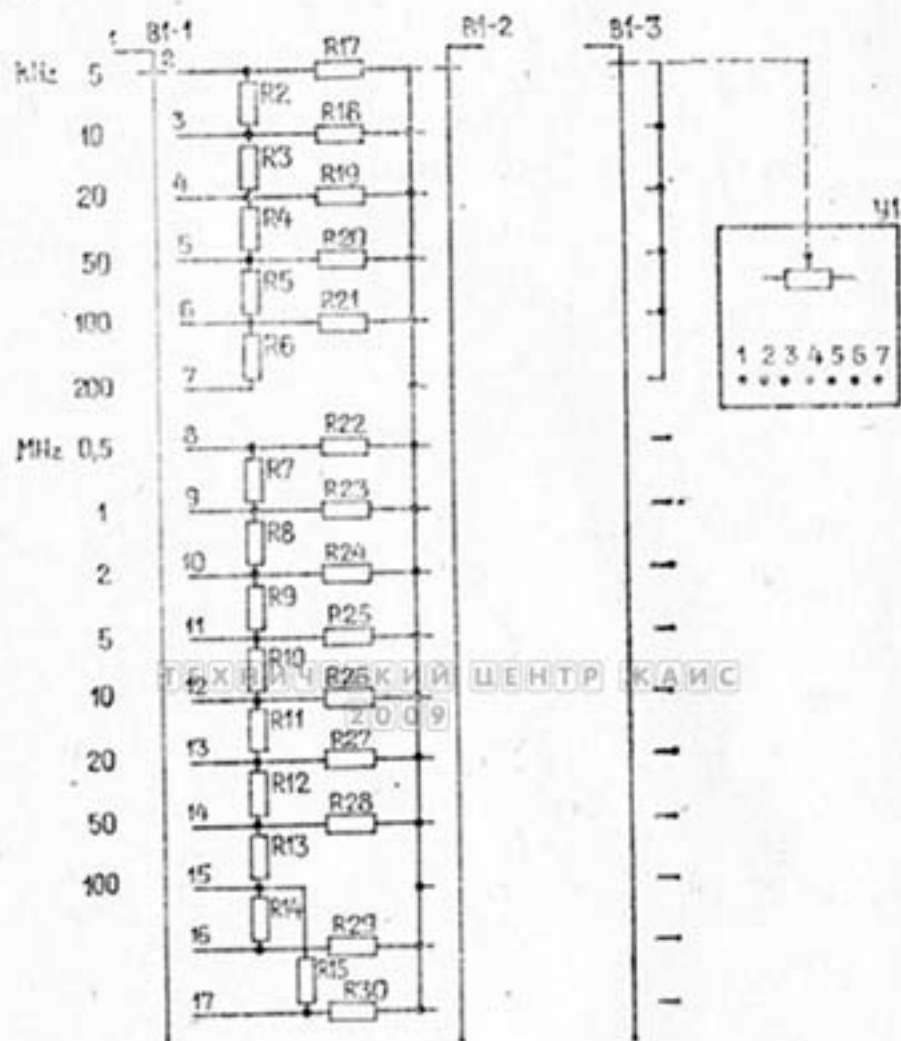 1 B1-1 R17 B1-2 B1-3
kHz 5 2
R2
10 3 R18
R3
20 4 R19
R4 У1
50 5 R20
R5
100 6 R21
R6 1 2 3 4 5 6 7
200 7
MHz 0,5 8 R22
R7
1 9 R23
R8
2 10 R24
R9
5 11 R25
R10
ТЕХНИЧЕСКИЙ ЦЕНТР КАИС
10 12 R26
2009
R11
20 13 R27
R12
50 14 R28
R13
100 15
R14
16 R29
R15
17 R30